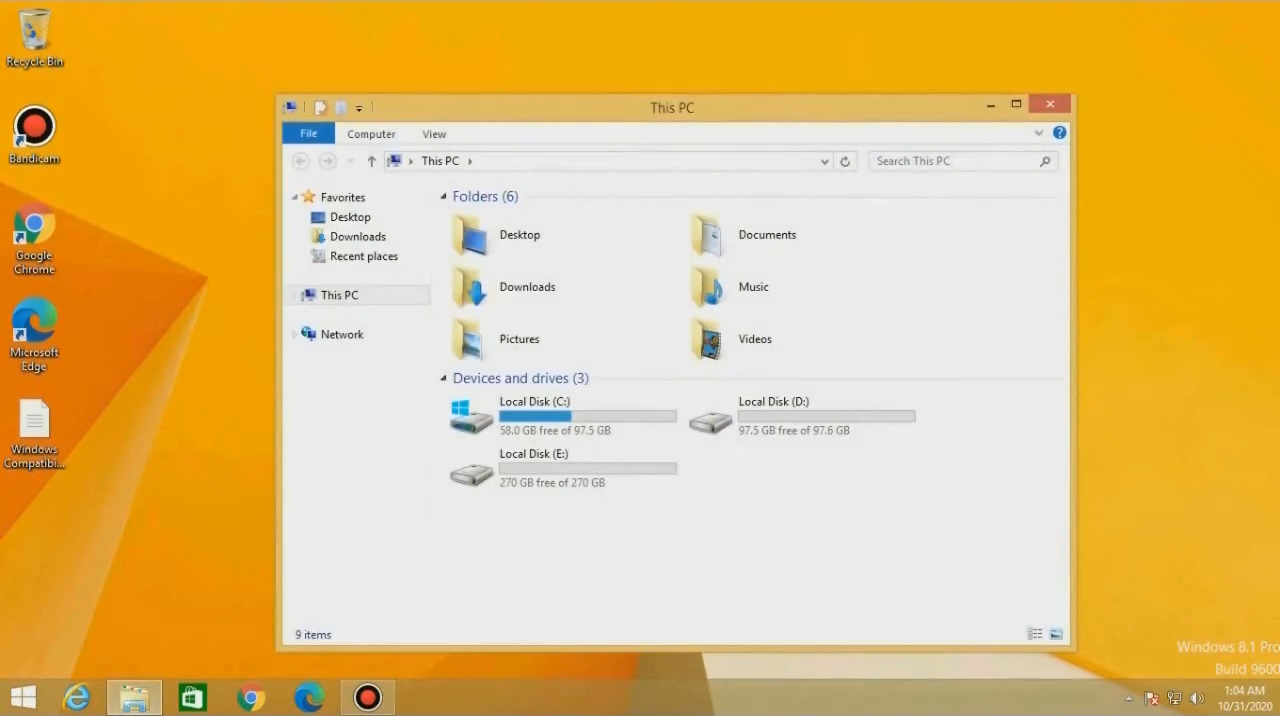 Recycle Bin
Bandicam
Google
Chrome
Microsoft
Edge
Windows
Compatibi...
This PC
File
Computer
View
This PC
Search This PC
Favorites
Desktop
Downloads
Recent places
This PC
Network
Folders (6)
Desktop
Documents
Downloads
Music
Pictures
Videos
Devices and drives (3)
Local Disk (C:)
58.0 GB free of 97.5 GB
Local Disk (D:)
97.5 GB free of 97.6 GB
Local Disk (E:)
270 GB free of 270 GB
9 items
Windows 8.1 Pro
Build 9600
1:04 AM
10/31/2020